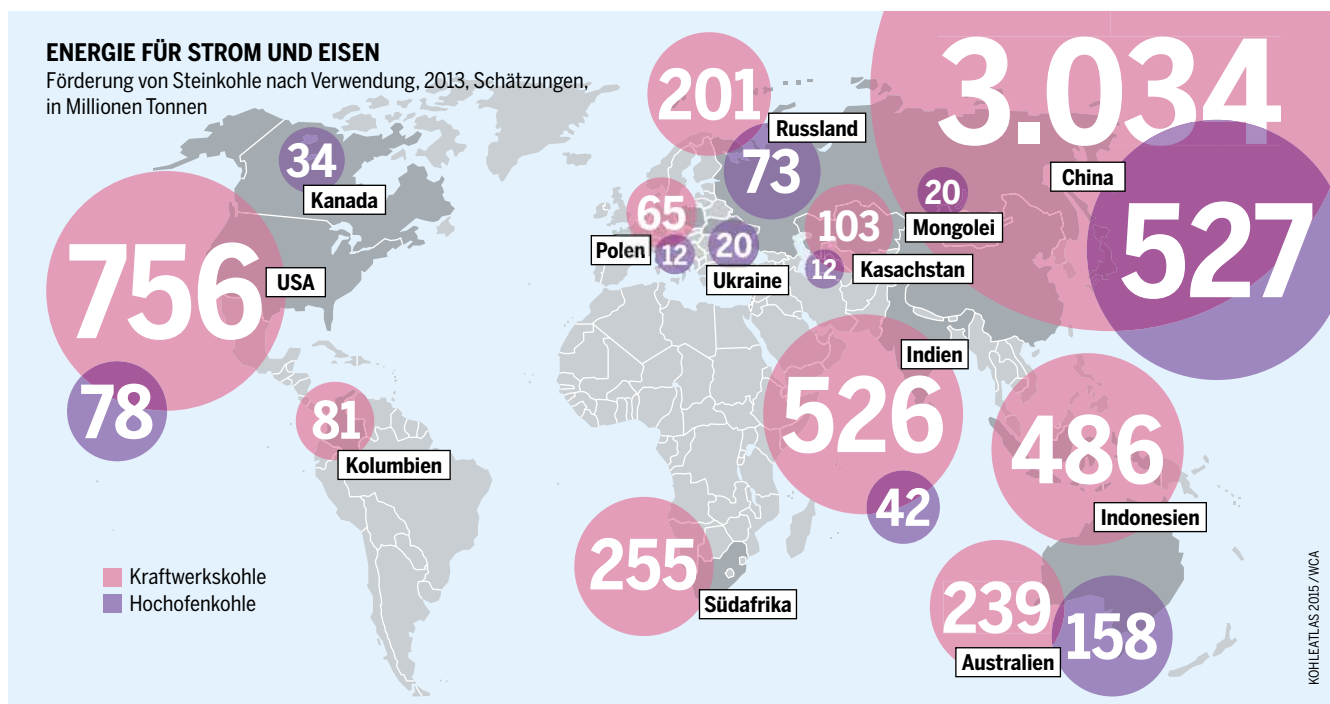 ENERGIE FÜR STROM UND EISEN
Förderung von Steinkohle nach Verwendung, 2013, Schätzungen,
in Millionen Tonnen
34
Kanada
756
USA
78
81
Kolumbien
201
Russland
73
65
Polen
12
20
Ukraine
103
Kasachstan
12
20
Mongolei
3.034
China
527
Indien
526
42
486
Indonesien
255
Südafrika
239
Australien
158
Kraftwerkskohle
Hochofenkohle
KOHLEATLAS 2015 /WCA